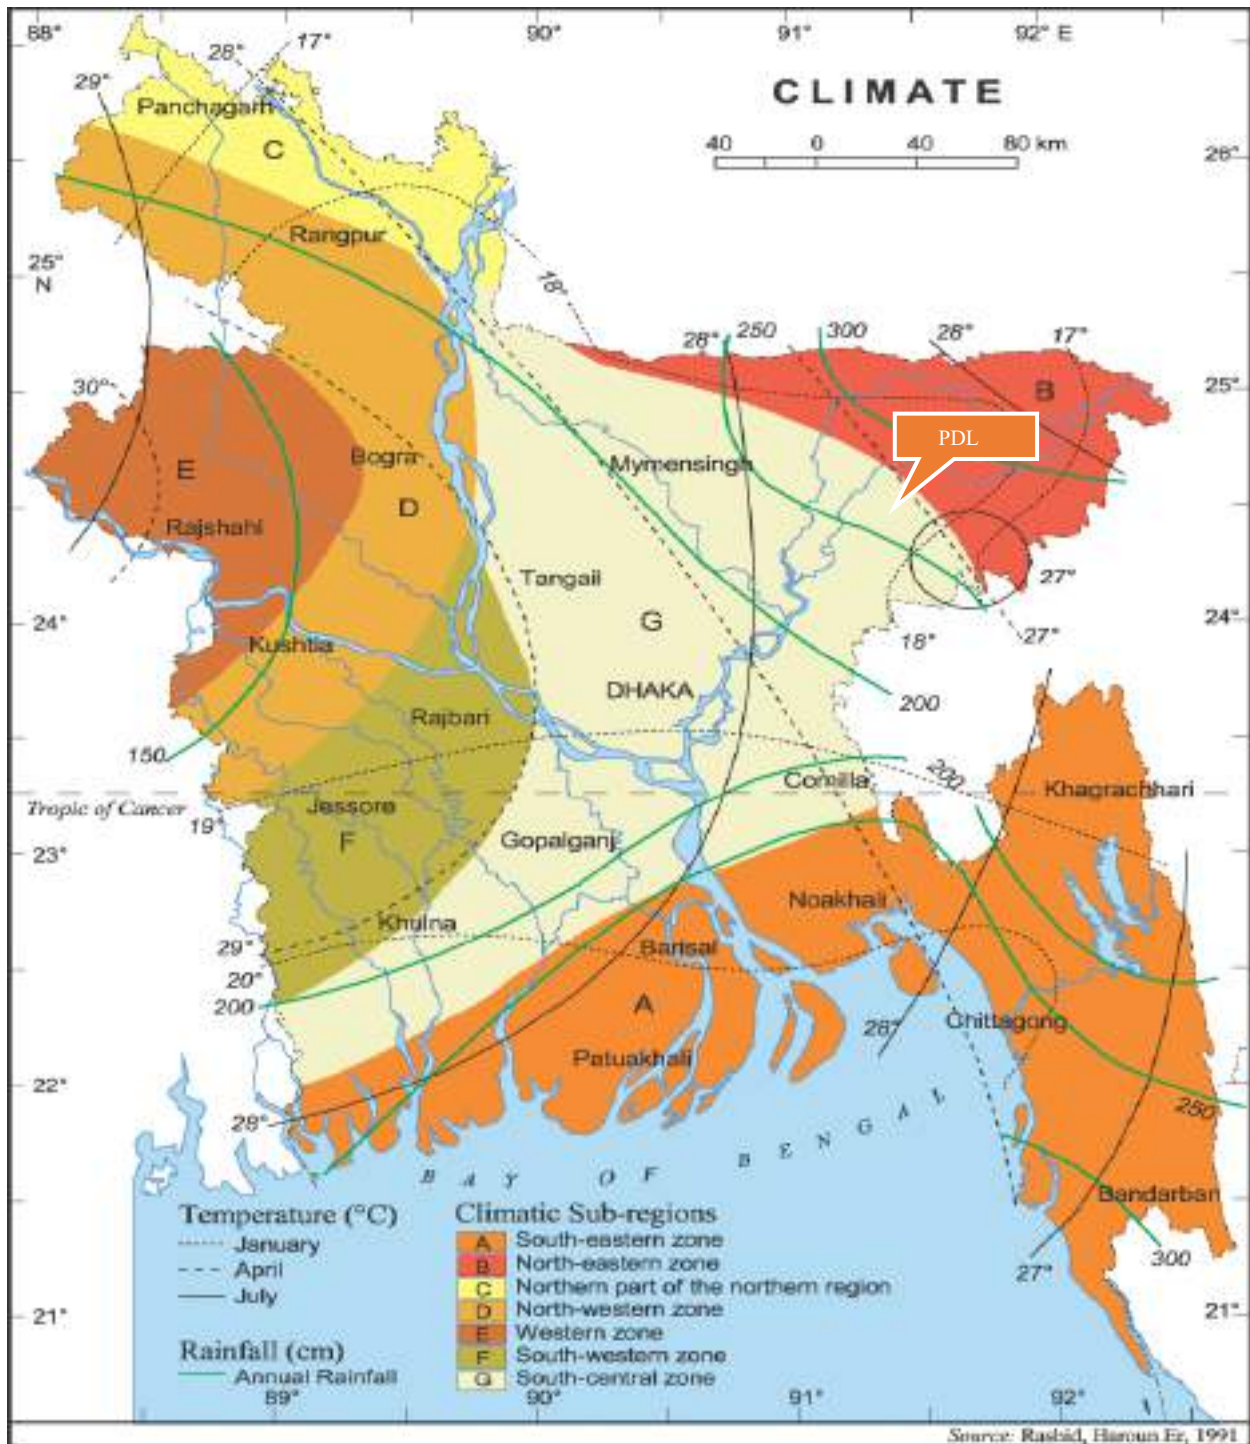 88° 90° 91° 92° E
28° 17°
29°
CLIMATE
Panchagarh
C
40 0 40 80 km
26°
Rangpur
25°
N
18°
28° 250 300 28° 17°
25°
B
30°
PDL
Bogra
Mymensingh
E
D
Rajshahi
Tangail
27°
24°
G
24°
Kushtia
18° 27°
DHAKA
200
Rajbari
150
Comilla
200
Khagrachhari
Tropic of Cancer
Jessore
19°
F
Gopalganj
23°
23°
Noakhali
Khulna
Barisal
29°
20°
200
A
28°
Chittagong
Patuakhali
22°
22°
28°
250
BAY OF BENGAL
Bandarban
300
27°
Temperature (°C)
January
April
July
Rainfall (cm)
Annual Rainfall
Climatic Sub-regions
A South-eastern zone
B North-eastern zone
C Northern part of the northern region
D North-western zone
E Western zone
F South-western zone
G South-central zone
21°
21°
89° 90° 91° 92°
Source: Rashid, Haroun Er, 1991